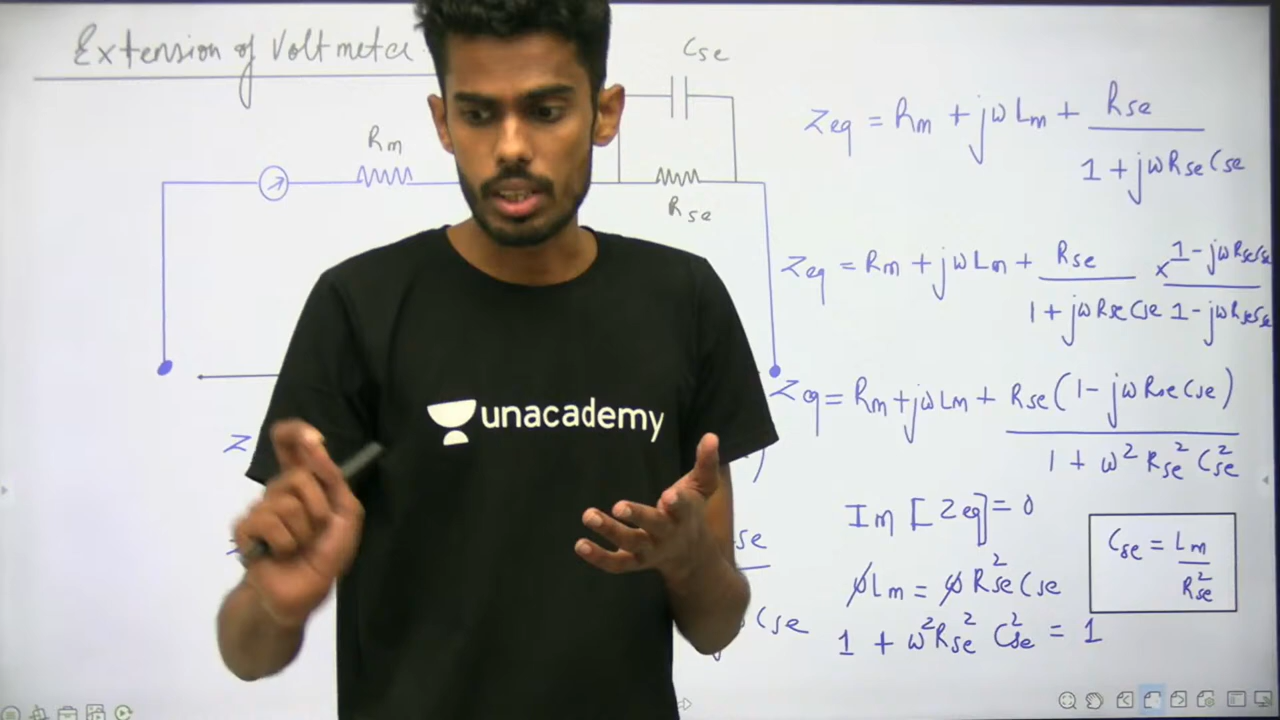 Extension of Voltmeter
Cse
Rm
Rse
Zeq = Rm + jωLm + Rse / 1 + jωRseCse
Zeq = Rm + jωLm + Rse / 1 + jωRseCse × 1 - jωRseCse / 1 - jωRseCse
Zeq = Rm + jωLm + Rse(1 - jωRseCse) / 1 + ω²Rse²Cse²
Im [Zeq] = 0
ωLm = ωRse²Cse
1 + ω²Rse²Cse² = 1
Cse = Lm / Rse²
unacademy
Z
)
se
Cse